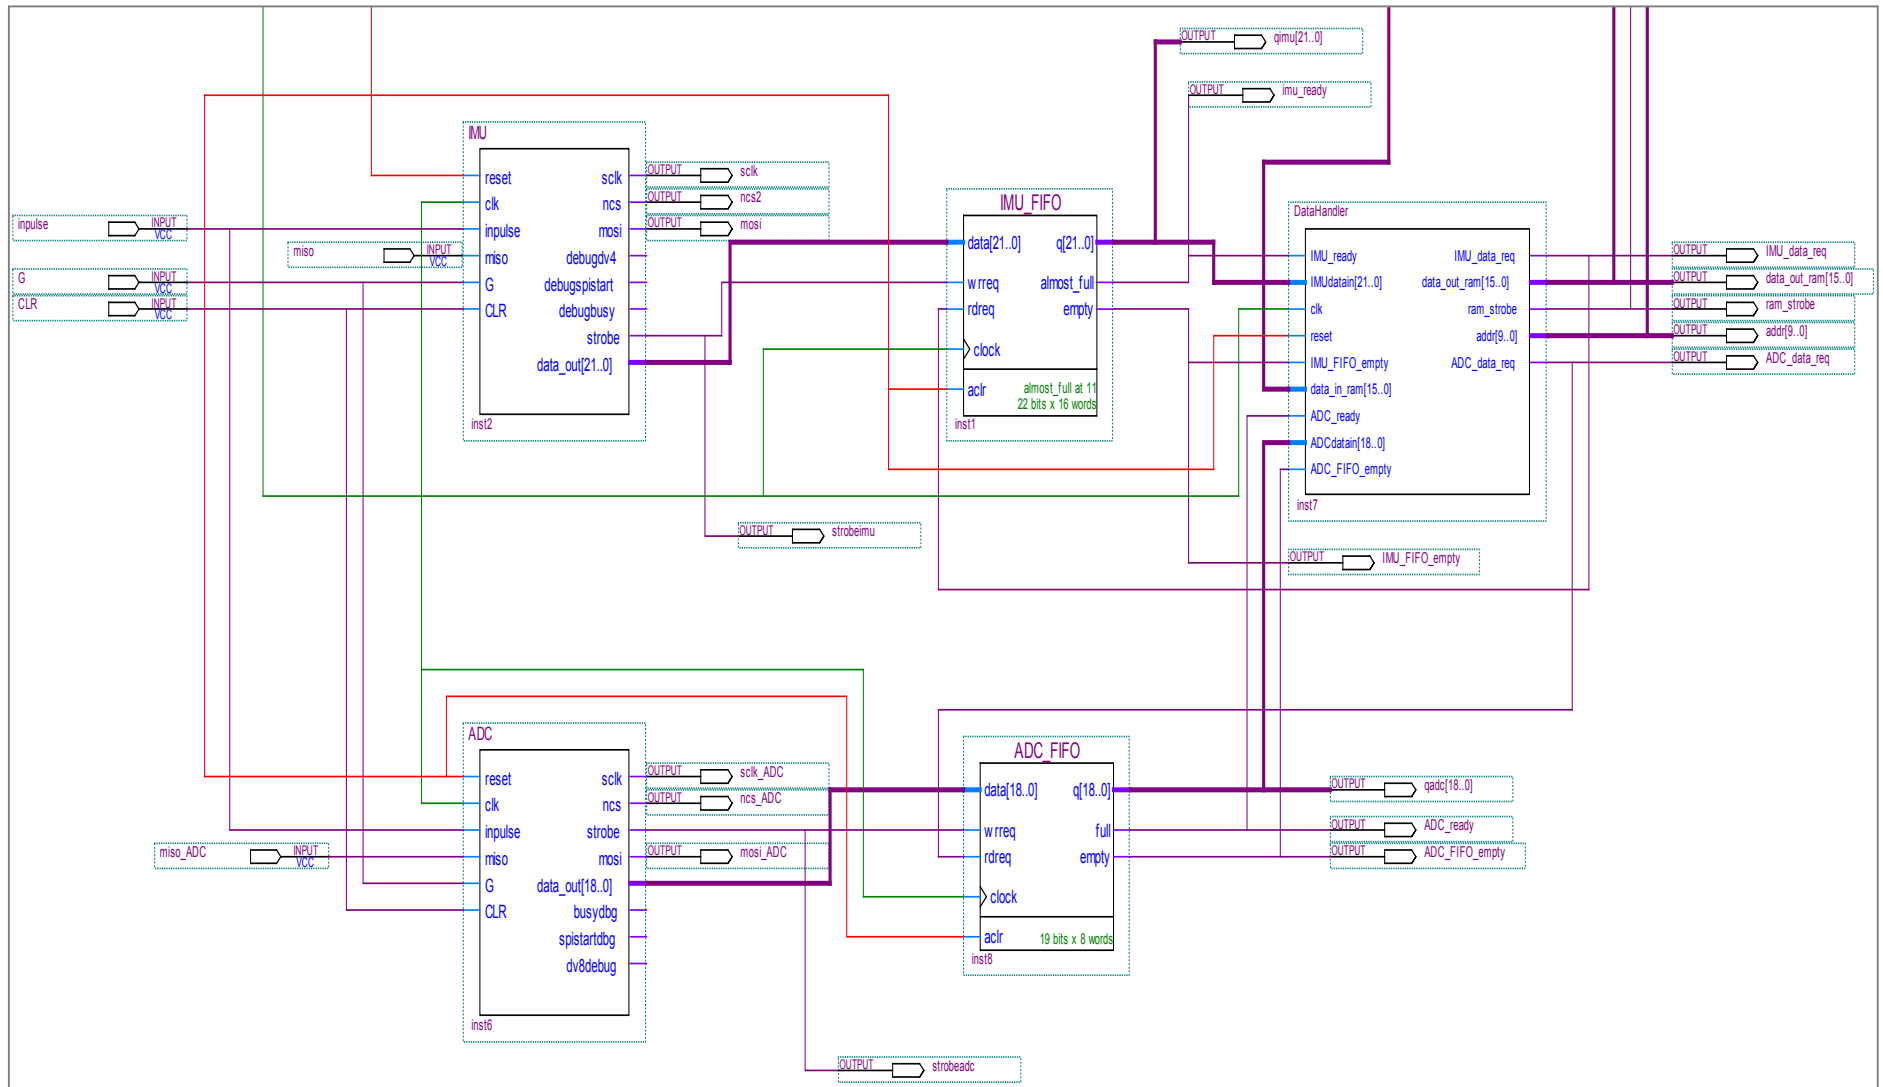 OUTPUT qimu[21..0]
OUTPUT imu_ready
IMU
reset
clk
inpulse
miso
G
CLR
sclk
ncs
mosi
debugdv4
debugspistart
debugbusy
strobe
data_out[21..0]
inst2
inpulse INPUT VCC
miso INPUT VCC
G INPUT VCC
CLR INPUT VCC
OUTPUT sclk
OUTPUT ncs2
OUTPUT mosi
IMU_FIFO
data[21..0]
wrreq
rdreq
clock
aclr
q[21..0]
almost_full
empty
almost_full at 11
22 bits x 16 words
inst1
DataHandler
IMU_ready
IMUdatain[21..0]
clk
reset
IMU_FIFO_empty
data_in_ram[15..0]
ADC_ready
ADCdatain[18..0]
ADC_FIFO_empty
IMU_data_req
data_out_ram[15..0]
ram_strobe
addr[9..0]
ADC_data_req
inst7
OUTPUT IMU_data_req
OUTPUT data_out_ram[15..0]
OUTPUT ram_strobe
OUTPUT addr[9..0]
OUTPUT ADC_data_req
OUTPUT strobeimu
OUTPUT IMU_FIFO_empty
ADC
reset
clk
inpulse
miso
G
CLR
sclk
ncs
strobe
mosi
data_out[18..0]
busydbg
spistartdbg
dv8debug
inst6
miso_ADC INPUT VCC
OUTPUT sclk_ADC
OUTPUT ncs_ADC
OUTPUT mosi_ADC
ADC_FIFO
data[18..0]
wrreq
rdreq
clock
aclr
q[18..0]
full
empty
19 bits x 8 words
inst8
OUTPUT qadc[18..0]
OUTPUT ADC_ready
OUTPUT ADC_FIFO_empty
OUTPUT strobeadc